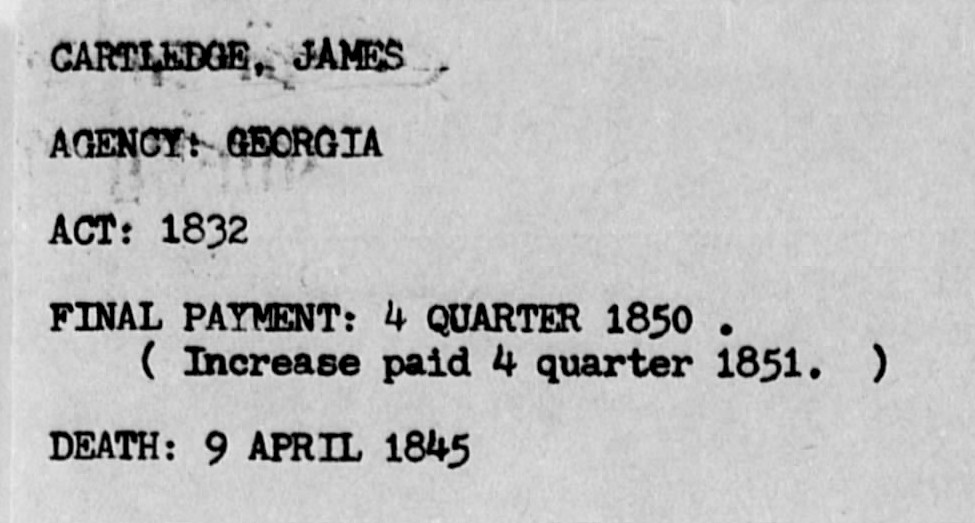 CARTLEDGE, JAMES .
AGENCY: GEORGIA
ACT: 1832
FINAL PAYMENT: 4 QUARTER 1850 .
( Increase paid 4 quarter 1851. )
DEATH: 9 APRIL 1845